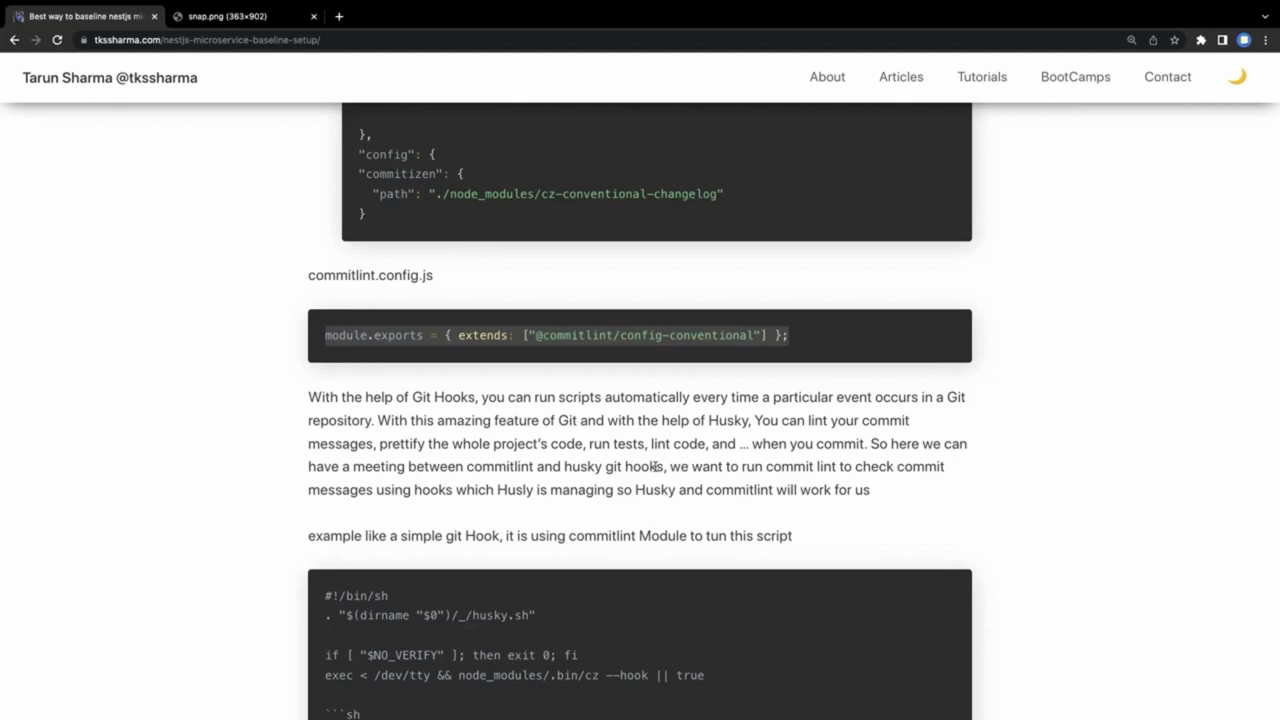 Best way to baseline nestjs mi
snap.png (363×902)
tkssharma.com/nestjs-microservice-baseline-setup/
Tarun Sharma @tkssharma
About
Articles
Tutorials
BootCamps
Contact
},
"config": {
"commitizen": {
"path": "./node_modules/cz-conventional-changelog"
}
commitlint.config.js
module.exports = { extends: ["@commitlint/config-conventional"] };
With the help of Git Hooks, you can run scripts automatically every time a particular event occurs in a Git
repository. With this amazing feature of Git and with the help of Husky, You can lint your commit
messages, prettify the whole project's code, run tests, lint code, and … when you commit. So here we can
have a meeting between commitlint and husky git hooks, we want to run commit lint to check commit
messages using hooks which Husly is managing so Husky and commitlint will work for us
example like a simple git Hook, it is using commitlint Module to tun this script
#!/bin/sh
. "$(dirname "$0")/_/husky.sh"
if [ "$NO_VERIFY" ]; then exit 0; fi
exec < /dev/tty && node_modules/.bin/cz --hook || true
```sh